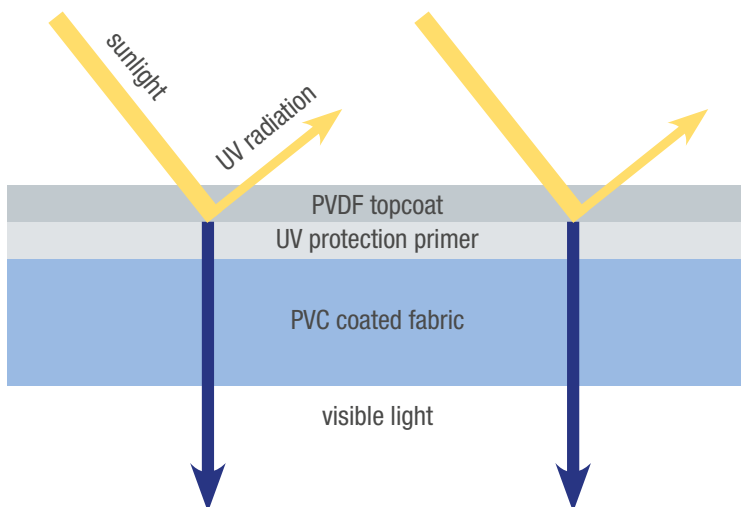 sunlight
UV radiation
PVDF topcoat
UV protection primer
PVC coated fabric
visible light